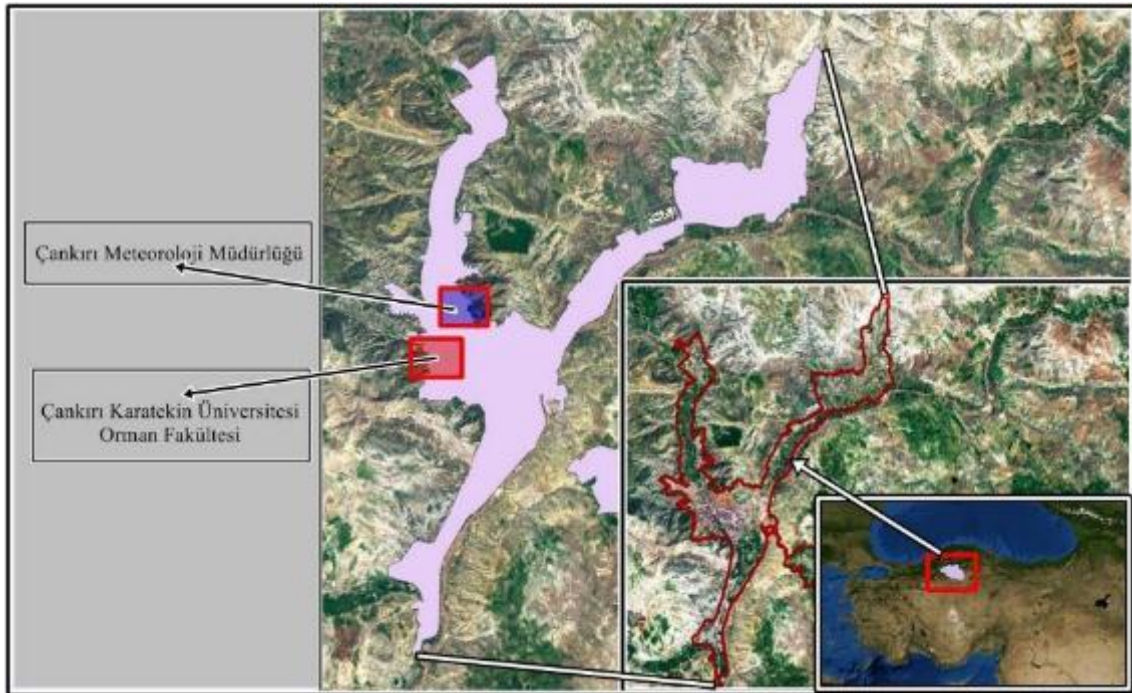 Çankırı Meteoroloji Müdürlüğü
Çankırı Karatekin Üniversitesi
Orman Fakültesi